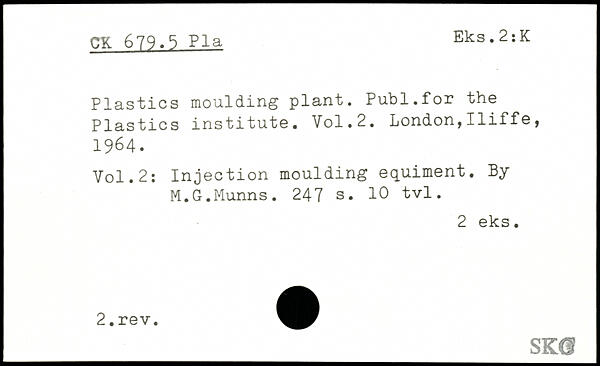 CK 679.5 Pla
Eks.2:K
Plastics moulding plant. Publ.for the
Plastics institute. Vol.2. London,Iliffe,
1964.
Vol.2: Injection moulding equiment. By
M.G.Munns. 247 s. 10 tvl.
2 eks.
2.rev.
SKC